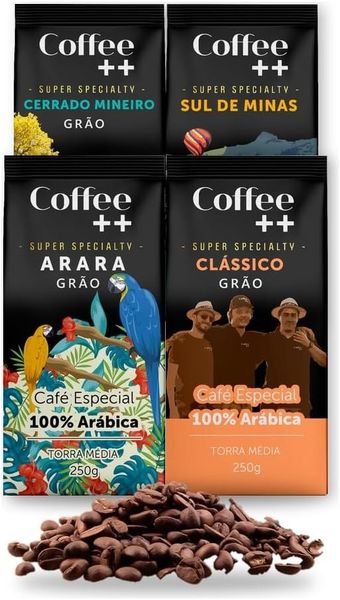 Coffee
++
- SUPER SPECIALTY -
CERRADO MINEIRO
GRÃO
Coffee
++
- SUPER SPECIALTY -
SUL DE MINAS
GRÃO
Coffee
++
- SUPER SPECIALTY -
ARARA
GRÃO
Café Especial
100% Arábica
TORRA MÉDIA
250g
Coffee
++
- SUPER SPECIALTY -
CLÁSSICO
GRÃO
Café Especial
100% Arábica
TORRA MÉDIA
250g